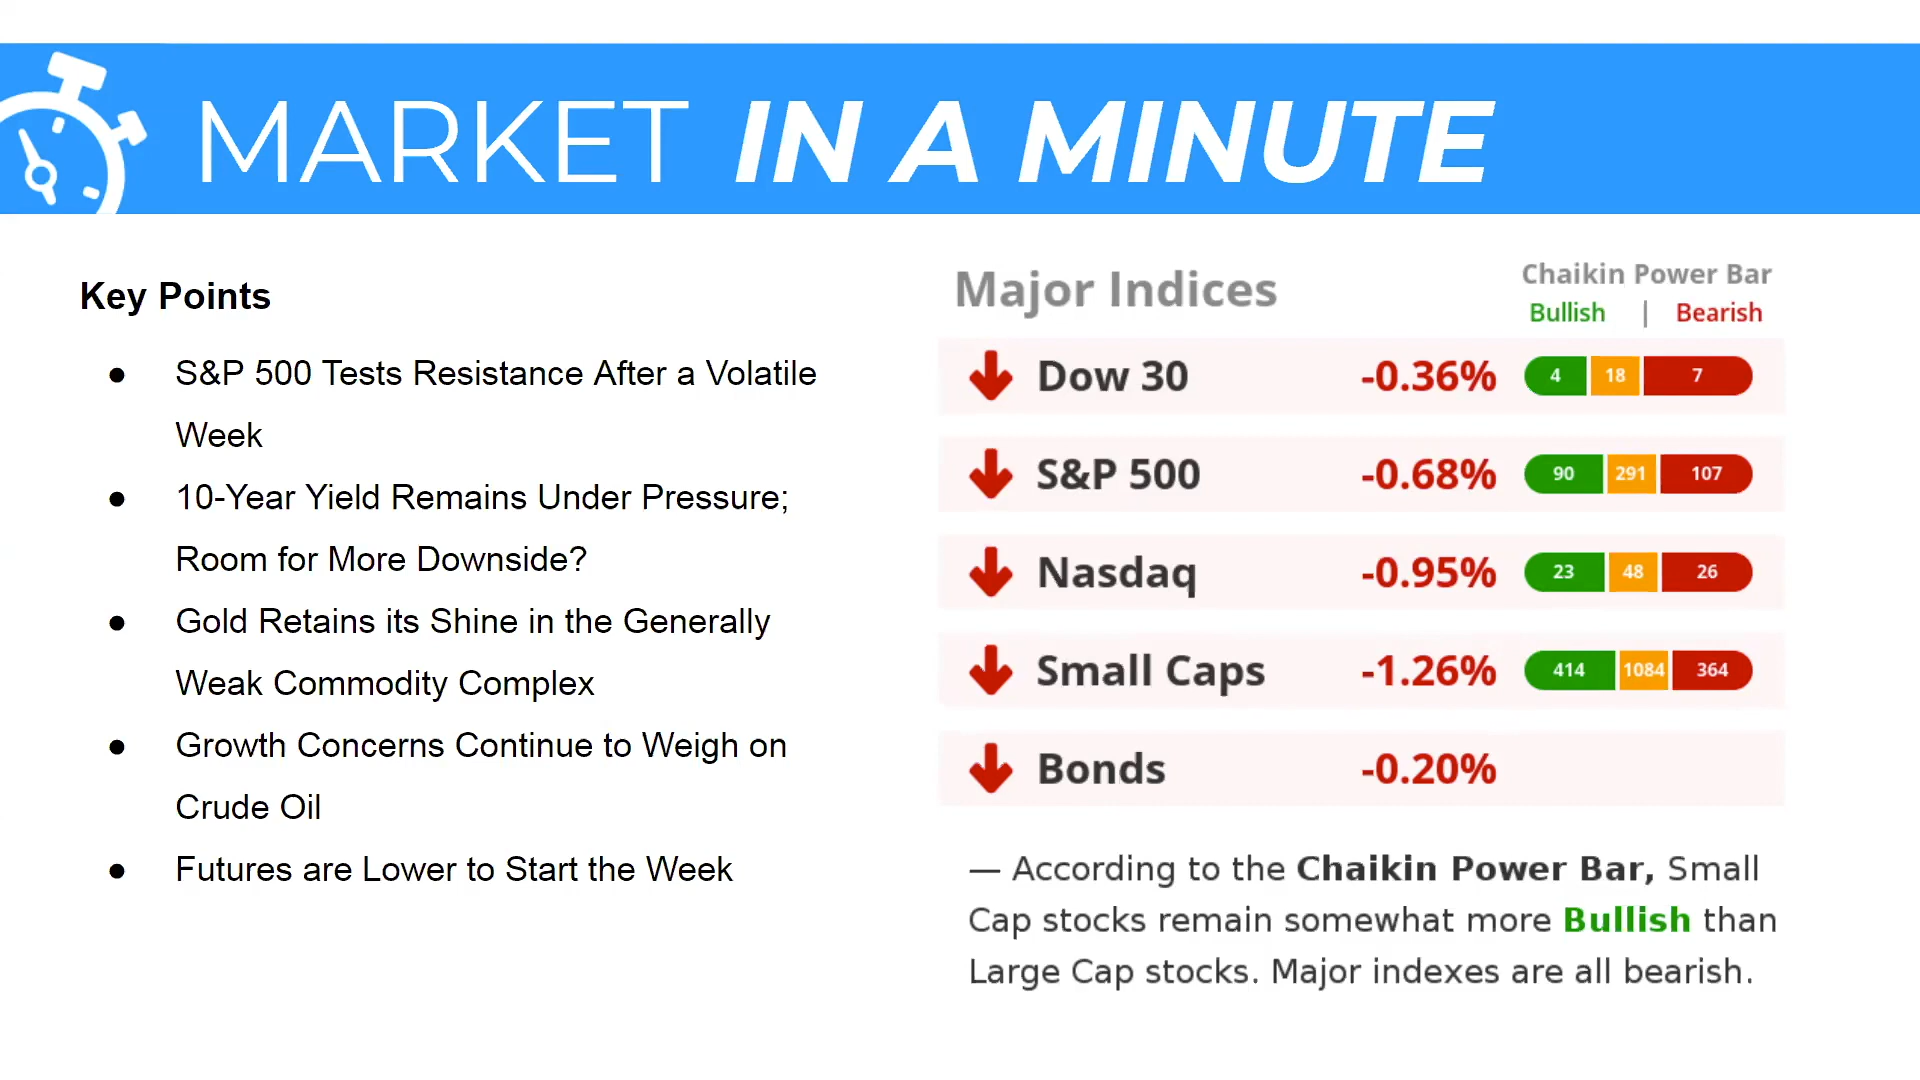 MARKET IN A MINUTE
Key Points
● S&P 500 Tests Resistance After a Volatile
Week
● 10-Year Yield Remains Under Pressure;
Room for More Downside?
● Gold Retains its Shine in the Generally
Weak Commodity Complex
● Growth Concerns Continue to Weigh on
Crude Oil
● Futures are Lower to Start the Week
Major Indices
Chaikin Power Bar
Bullish | Bearish
Dow 30 -0.36% 4 18 7
S&P 500 -0.68% 90 291 107
Nasdaq -0.95% 23 48 26
Small Caps -1.26% 414 1084 364
Bonds -0.20%
— According to the Chaikin Power Bar, Small
Cap stocks remain somewhat more Bullish than
Large Cap stocks. Major indexes are all bearish.